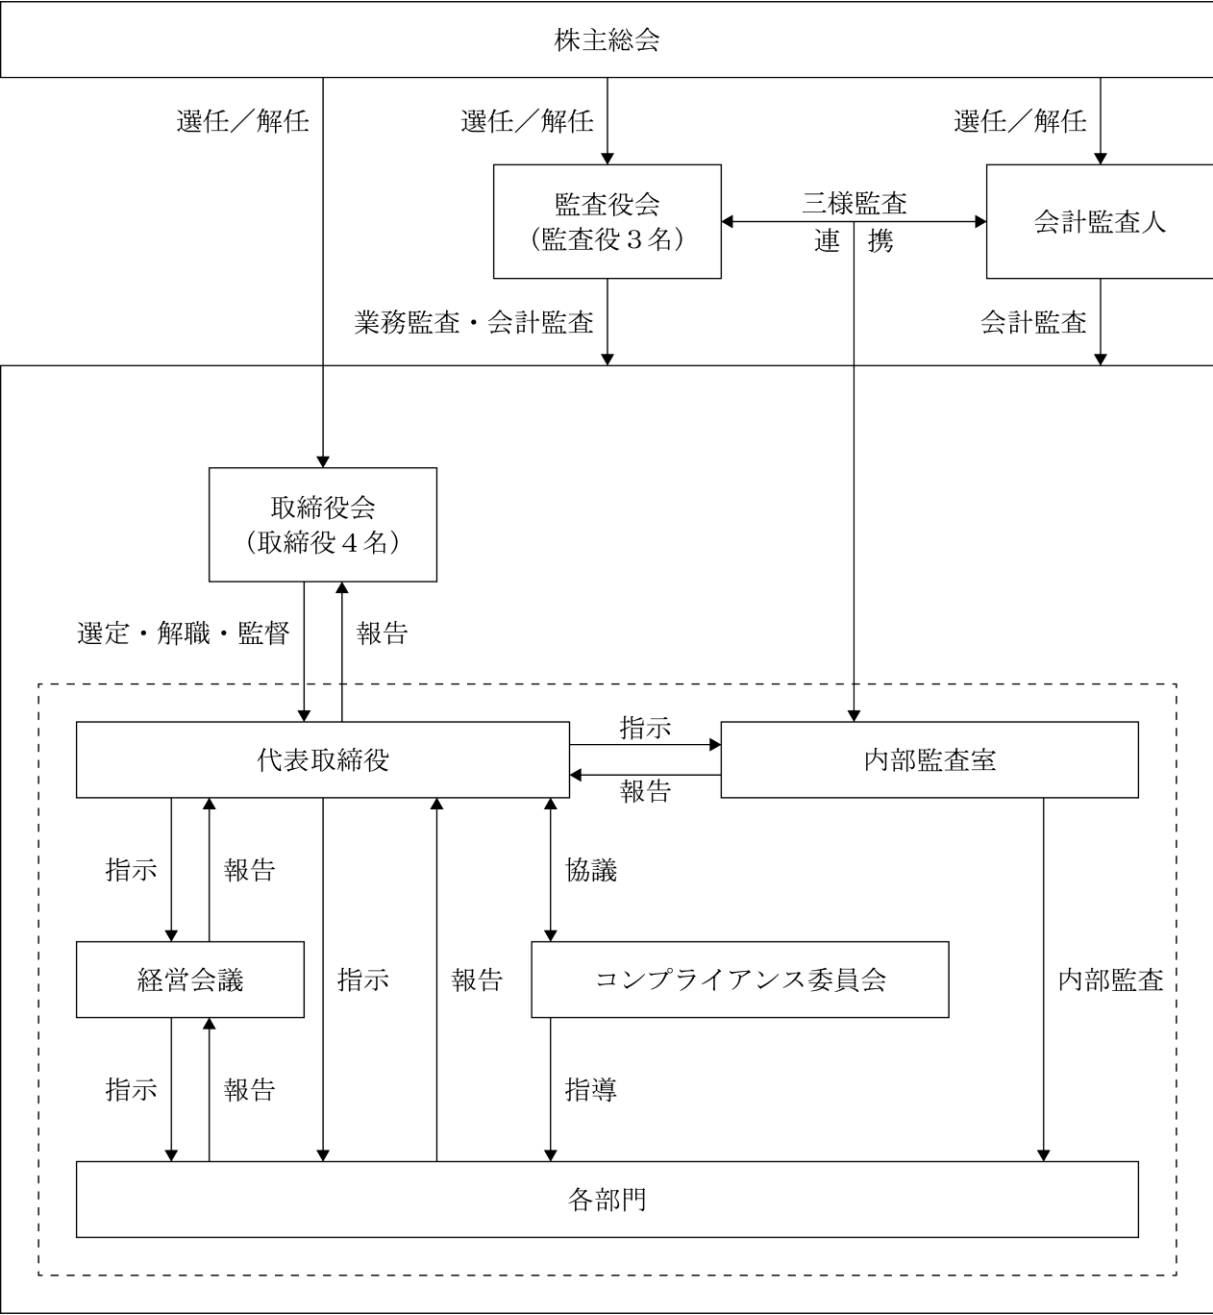 株主総会
選任／解任
選任／解任
選任／解任
監査役会
（監査役３名）
三様監査
連　携
会計監査人
業務監査・会計監査
会計監査
取締役会
（取締役４名）
選定・解職・監督
報告
代表取締役
指示
報告
内部監査室
指示
報告
協議
経営会議
指示
報告
コンプライアンス委員会
内部監査
指示
報告
指導
各部門